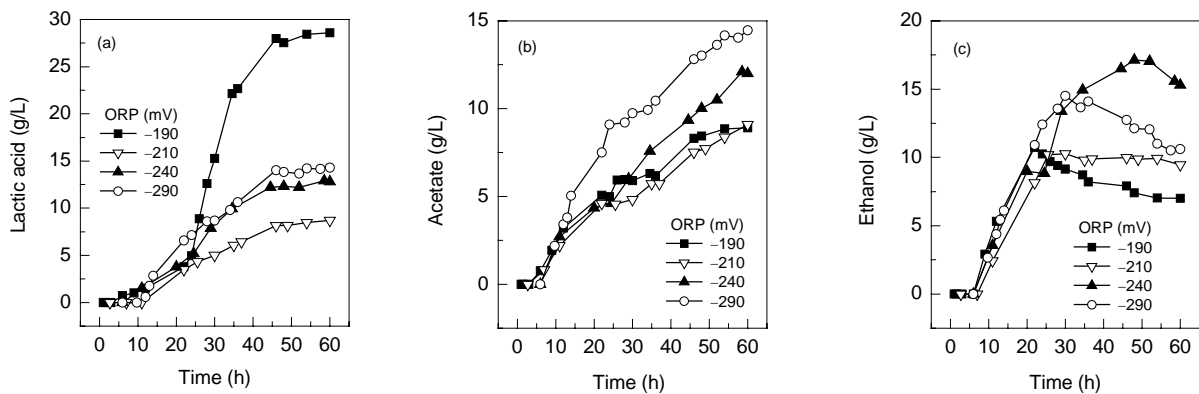 (a)
Lactic acid (g/L)
30
25
20
15
10
5
0
ORP (mV)
–190
–210
–240
–290
0 10 20 30 40 50 60
Time (h)
(b)
Acetate (g/L)
15
10
5
0
ORP (mV)
–190
–210
–240
–290
0 10 20 30 40 50 60
Time (h)
(c)
Ethanol (g/L)
20
15
10
5
0
ORP (mV)
–190
–210
–240
–290
0 10 20 30 40 50 60
Time (h)